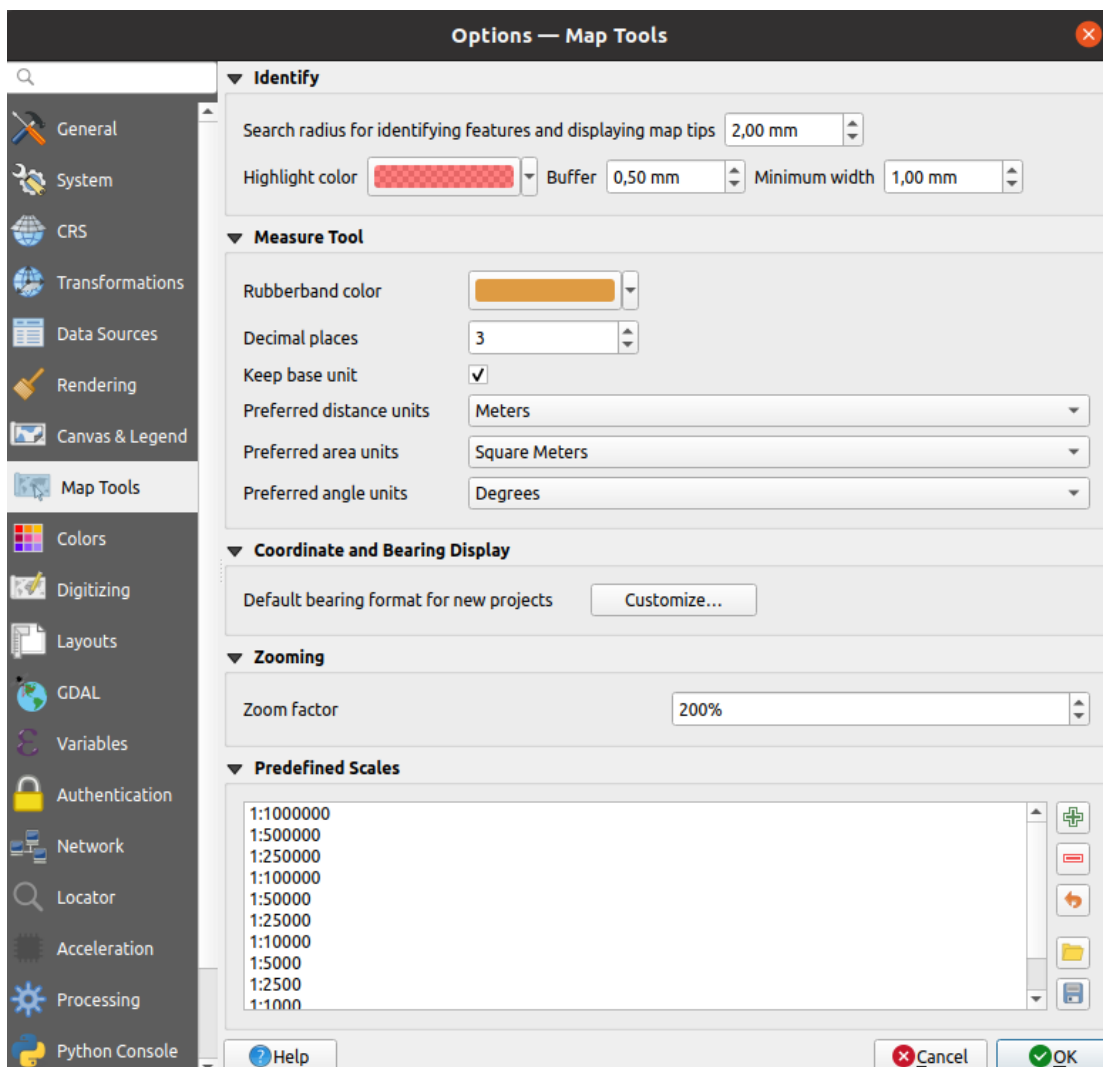 Options — Map Tools
General
System
CRS
Transformations
Data Sources
Rendering
Canvas & Legend
Map Tools
Colors
Digitizing
Layouts
GDAL
Variables
Authentication
Network
Locator
Acceleration
Processing
Python Console
Identify
Search radius for identifying features and displaying map tips 2,00 mm
Highlight color Buffer 0,50 mm Minimum width 1,00 mm
Measure Tool
Rubberband color
Decimal places 3
Keep base unit
Preferred distance units Meters
Preferred area units Square Meters
Preferred angle units Degrees
Coordinate and Bearing Display
Default bearing format for new projects Customize...
Zooming
Zoom factor 200%
Predefined Scales
1:1000000
1:500000
1:250000
1:100000
1:50000
1:25000
1:10000
1:5000
1:2500
1:1000
Help Cancel OK